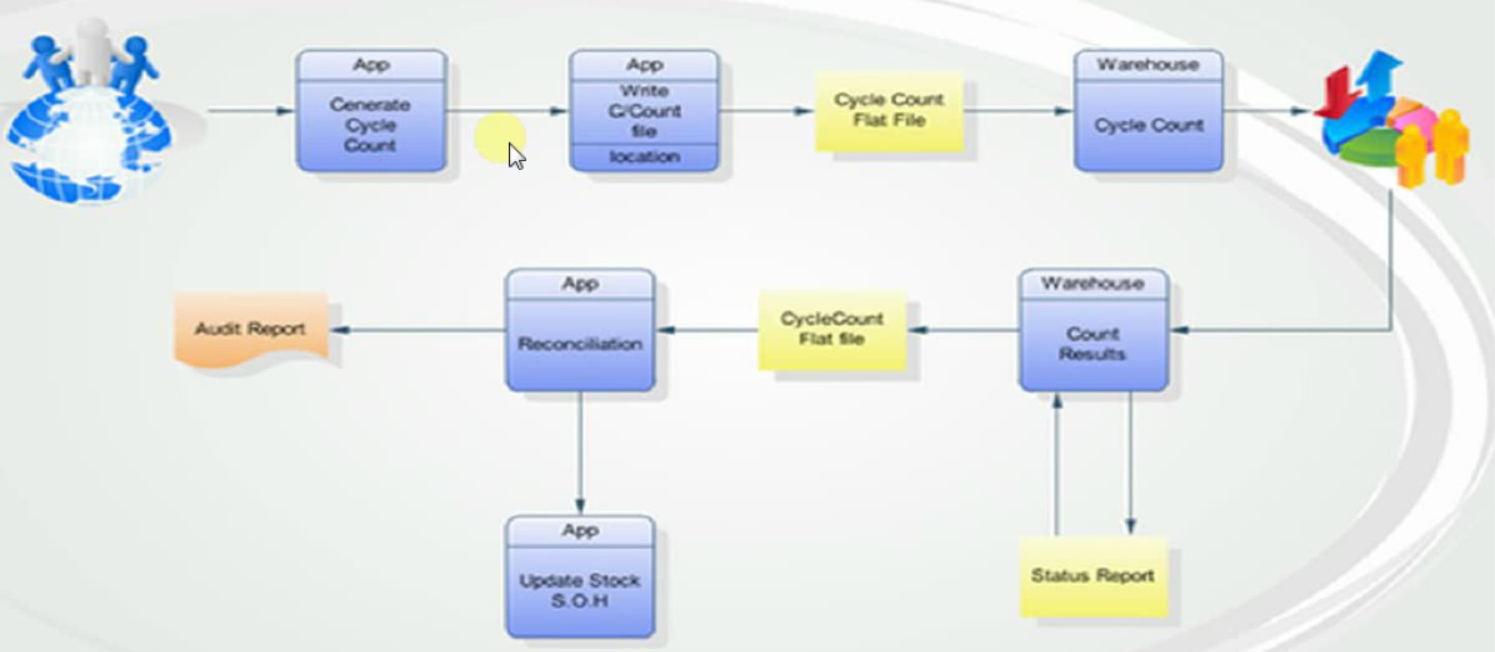 App
Generate
Cycle
Count
App
Write
C/Count
file
location
Cycle Count
Flat File
Warehouse
Cycle Count
Audit Report
App
Reconciliation
CycleCount
Flat file
Warehouse
Count
Results
App
Update Stock
S.O.H
Status Report